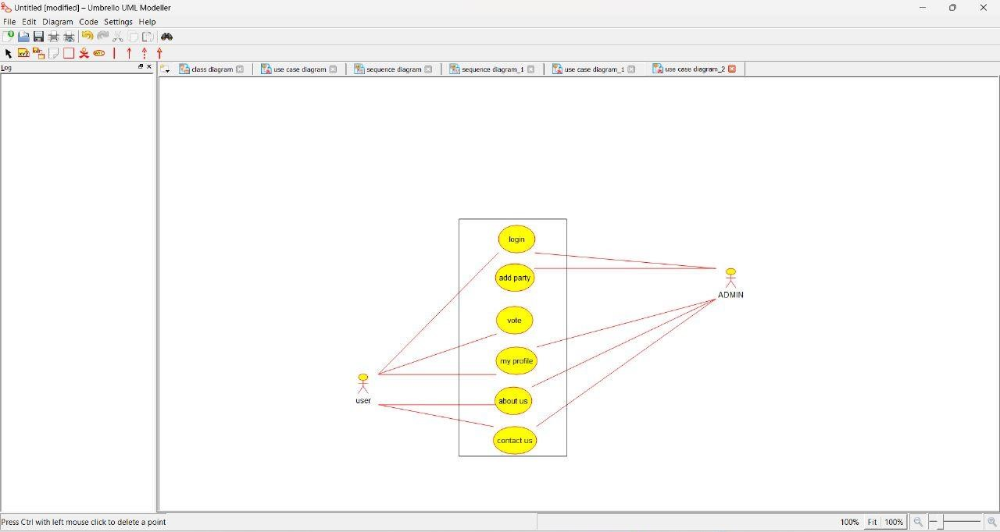 Untitled [modified] – Umbrello UML Modeller
File Edit Diagram Code Settings Help
Log
class diagram
use case diagram
sequence diagram
sequence diagram_1
use case diagram_1
use case diagram_2
login
add party
ADMIN
vote
my profile
user
about us
contact us
Press Ctrl with left mouse click to delete a point
100% Fit 100%